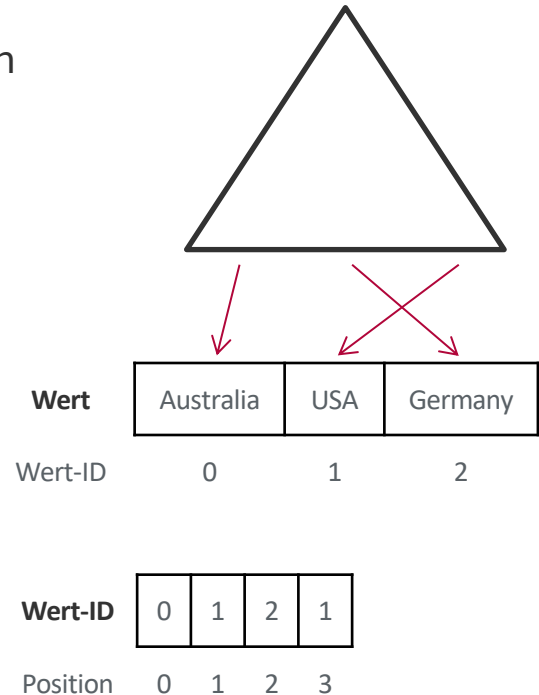 n
Wert Australia USA Germany
Wert-ID 0 1 2
Wert-ID 0 1 2 1
Position 0 1 2 3